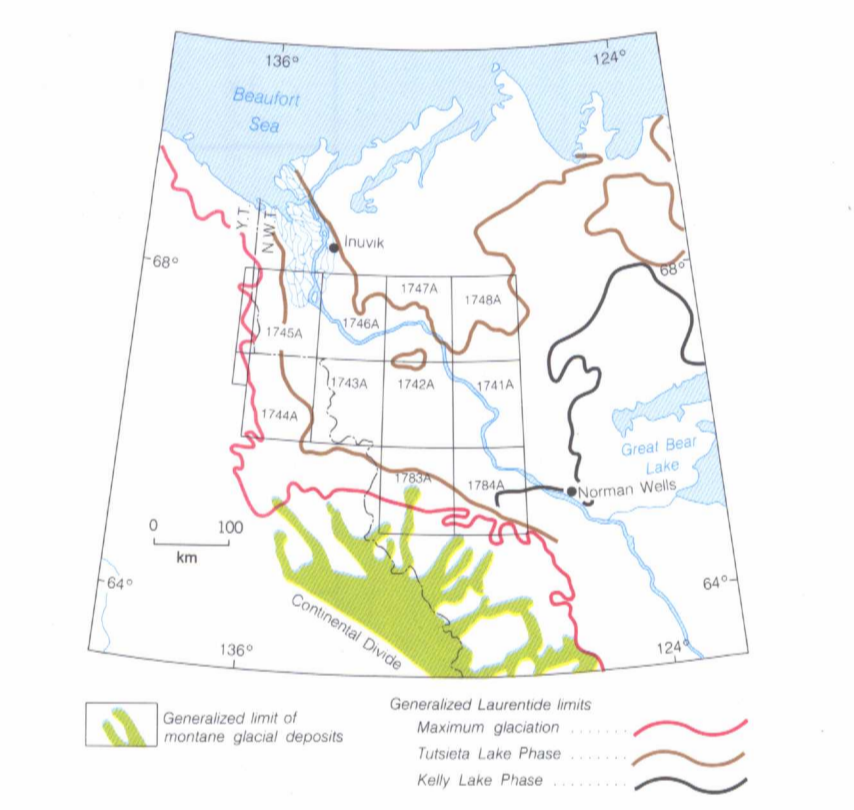 136°
124°
Beaufort
Sea
Y.T.
N.W.T.
Inuvik
68°
68°
1747A
1748A
1746A
1745A
1743A
1742A
1741A
1744A
Great Bear
Lake
1783A
1784A
Norman Wells
0 100
km
64°
64°
Continental Divide
136°
124°
Generalized limit of
montane glacial deposits
Generalized Laurentide limits
Maximum glaciation .......
Tutsieta Lake Phase ........
Kelly Lake Phase ..........